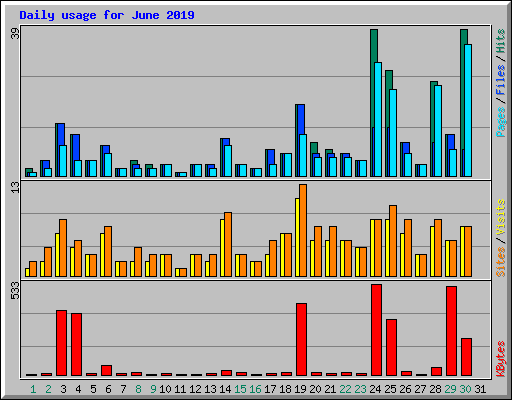 Daily usage for June 2019
39
Pages / Files / Hits
13
Sites / Visits
533
KBytes
1 2 3 4 5 6 7 8 9 10 11 12 13 14 15 16 17 18 19 20 21 22 23 24 25 26 27 28 29 30 31